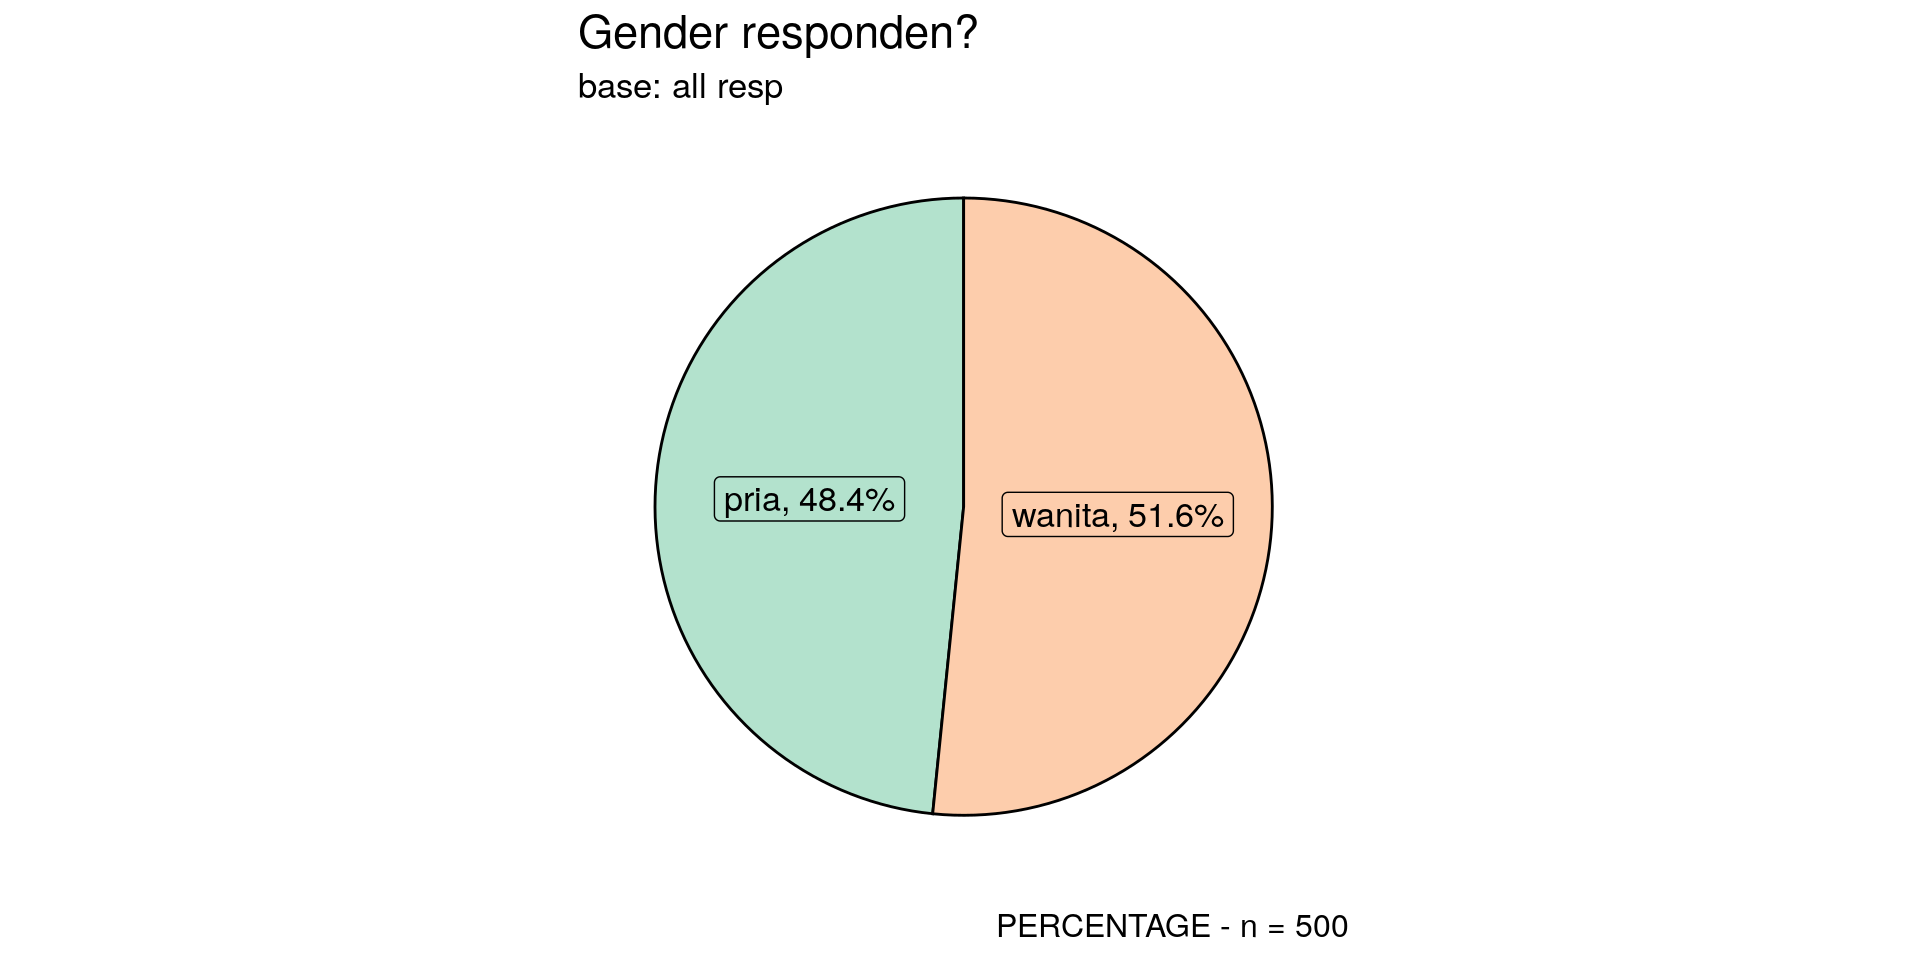 Gender responden?
base: all resp
pria, 48.4%
wanita, 51.6%
PERCENTAGE - n = 500